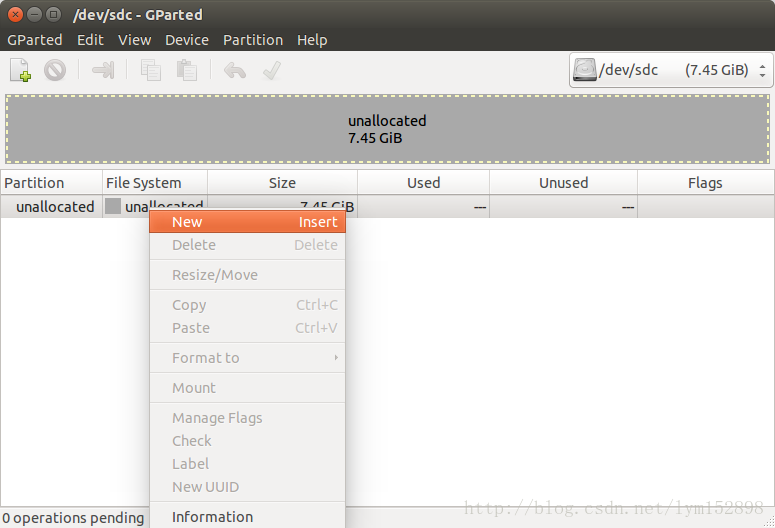 /dev/sdc - GParted
GParted Edit View Device Partition Help
/dev/sdc (7.45 GiB)
unallocated
7.45 GiB
Partition File System Size Used Unused Flags
unallocated unallocated 7.45 GiB --- ---
New Insert
Delete Delete
Resize/Move
Copy Ctrl+C
Paste Ctrl+V
Format to
Mount
Manage Flags
Check
Label
New UUID
Information
0 operations pending
http://blog.csdn.net/lym152898